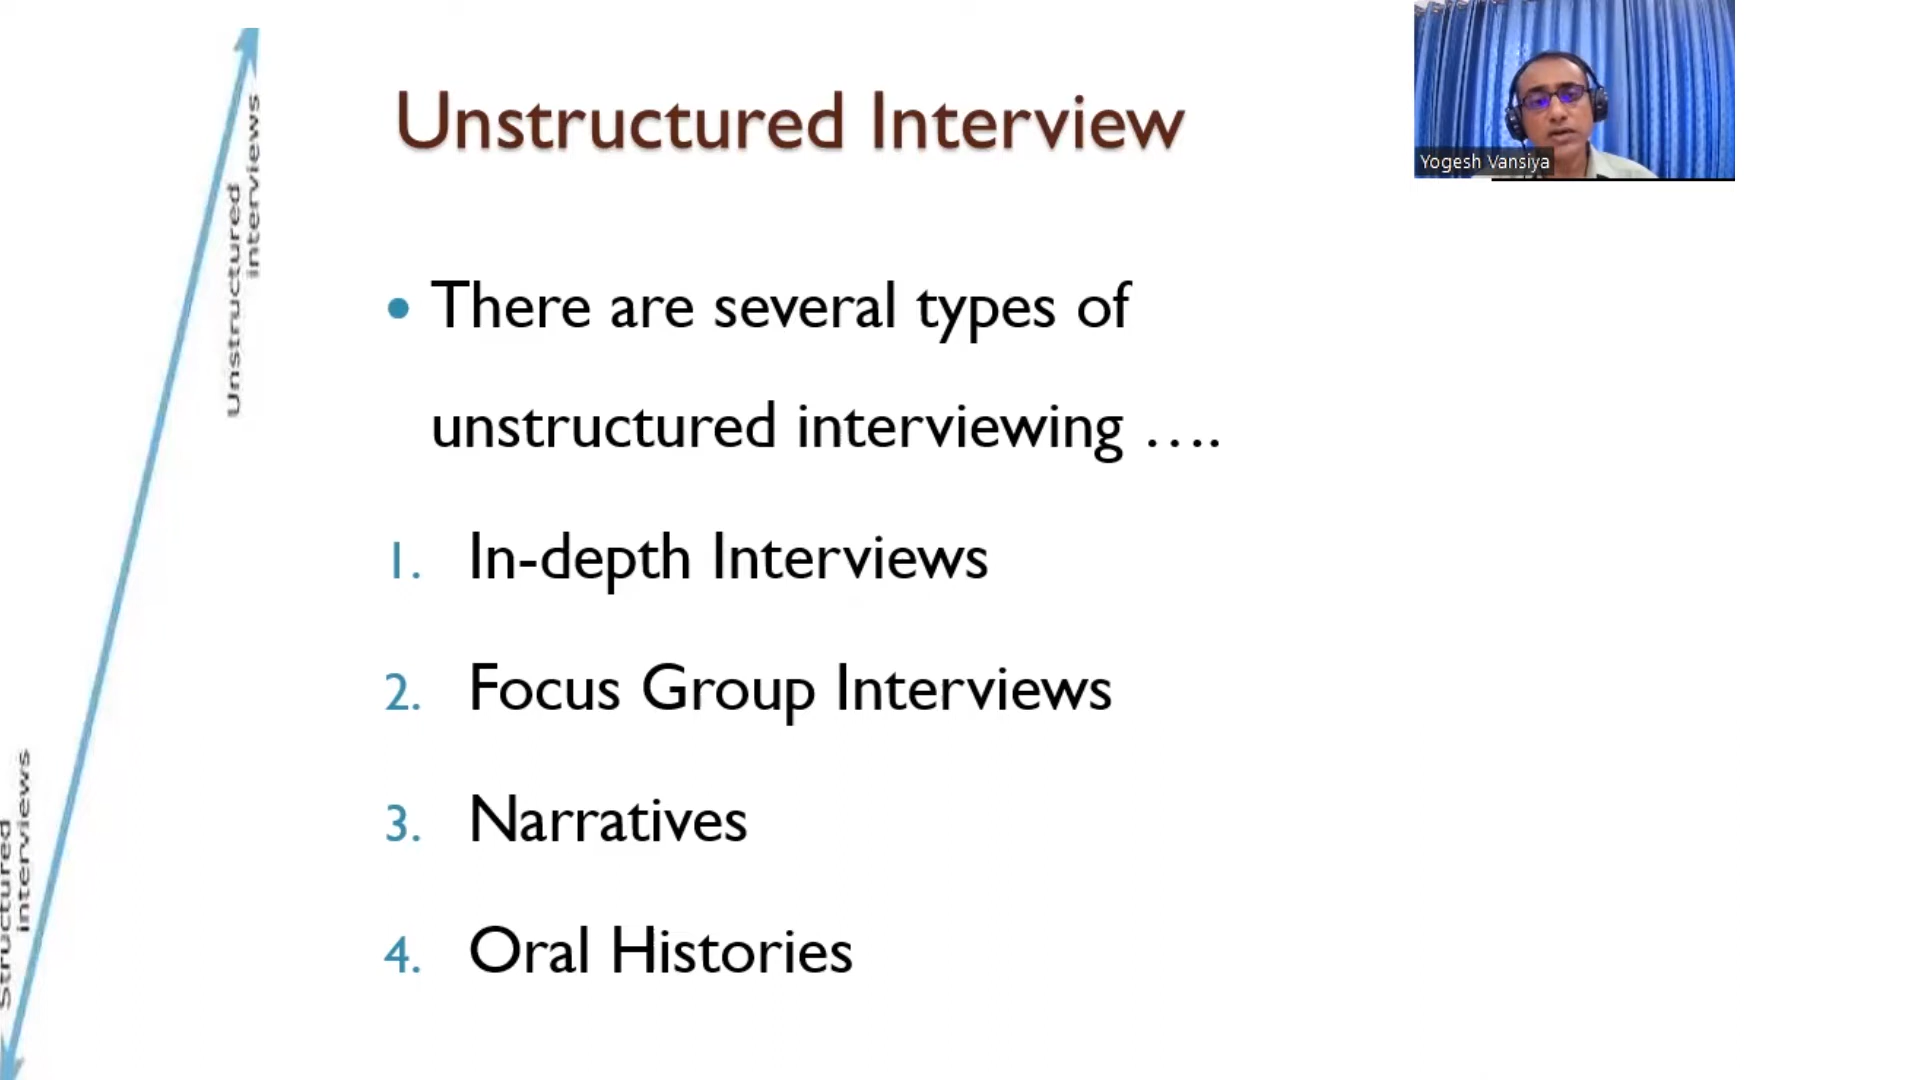 Unstructured Interview
Yogesh Vansiya
Unstructured
interviews
• There are several types of
unstructured interviewing ….
1. In-depth Interviews
2. Focus Group Interviews
3. Narratives
4. Oral Histories
Structured
interviews